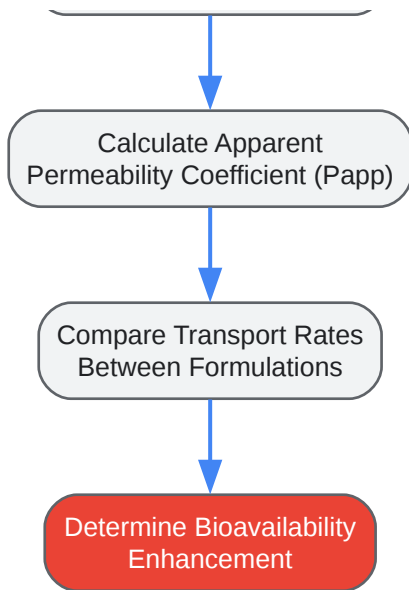 Calculate Apparent
Permeability Coefficient (Papp)
Compare Transport Rates
Between Formulations
Determine Bioavailability
Enhancement